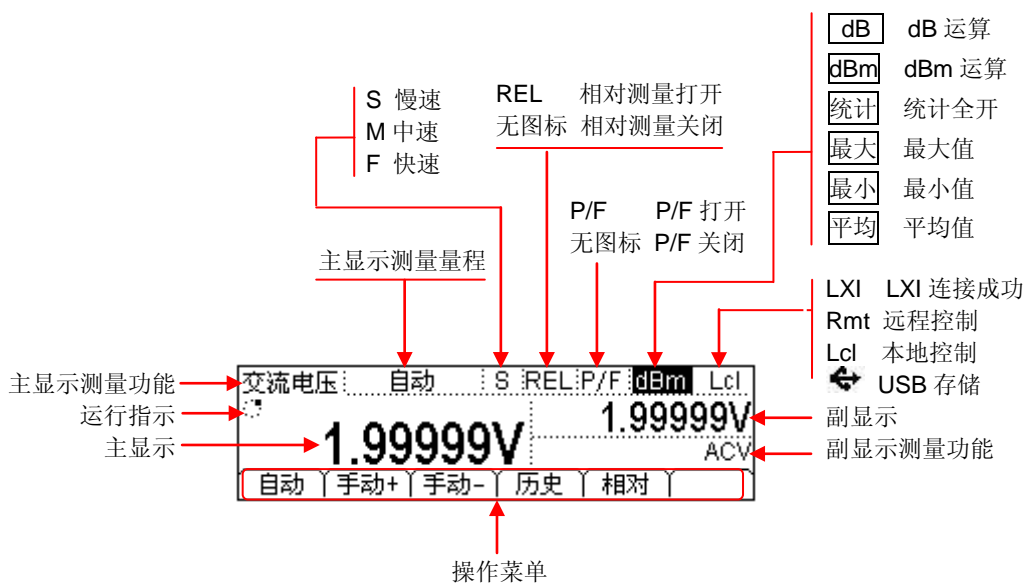 dB dB 运算
dBm dBm 运算
统计 统计全开
最大 最大值
最小 最小值
平均 平均值
S 慢速
M 中速
F 快速
REL 相对测量打开
无图标 相对测量关闭
P/F P/F 打开
无图标 P/F 关闭
主显示测量量程
LXI LXI 连接成功
Rmt 远程控制
Lcl 本地控制
USB 存储
主显示测量功能
运行指示
主显示
交流电压 自动 S REL P/F dBm Lcl
1.99999V
1.99999V
ACV
自动 手动+ 手动- 历史 相对
副显示
副显示测量功能
操作菜单